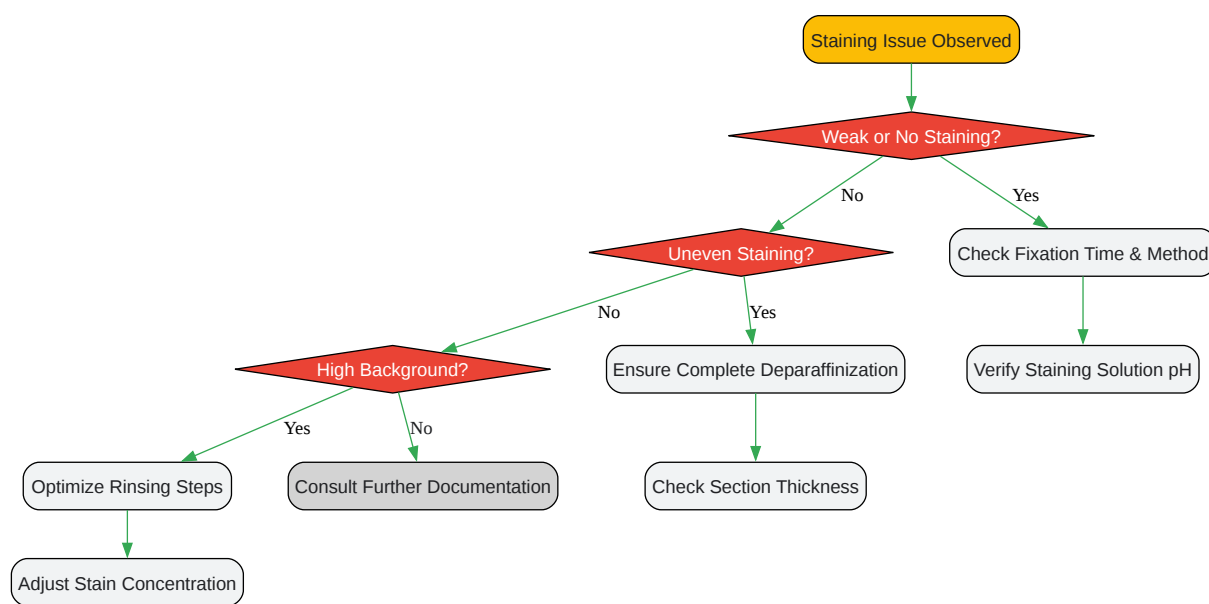 Staining Issue Observed
Weak or No Staining?
No
Yes
Uneven Staining?
Check Fixation Time & Method
No
Yes
High Background?
Ensure Complete Deparaffinization
Verify Staining Solution pH
Yes
No
Optimize Rinsing Steps
Consult Further Documentation
Check Section Thickness
Adjust Stain Concentration